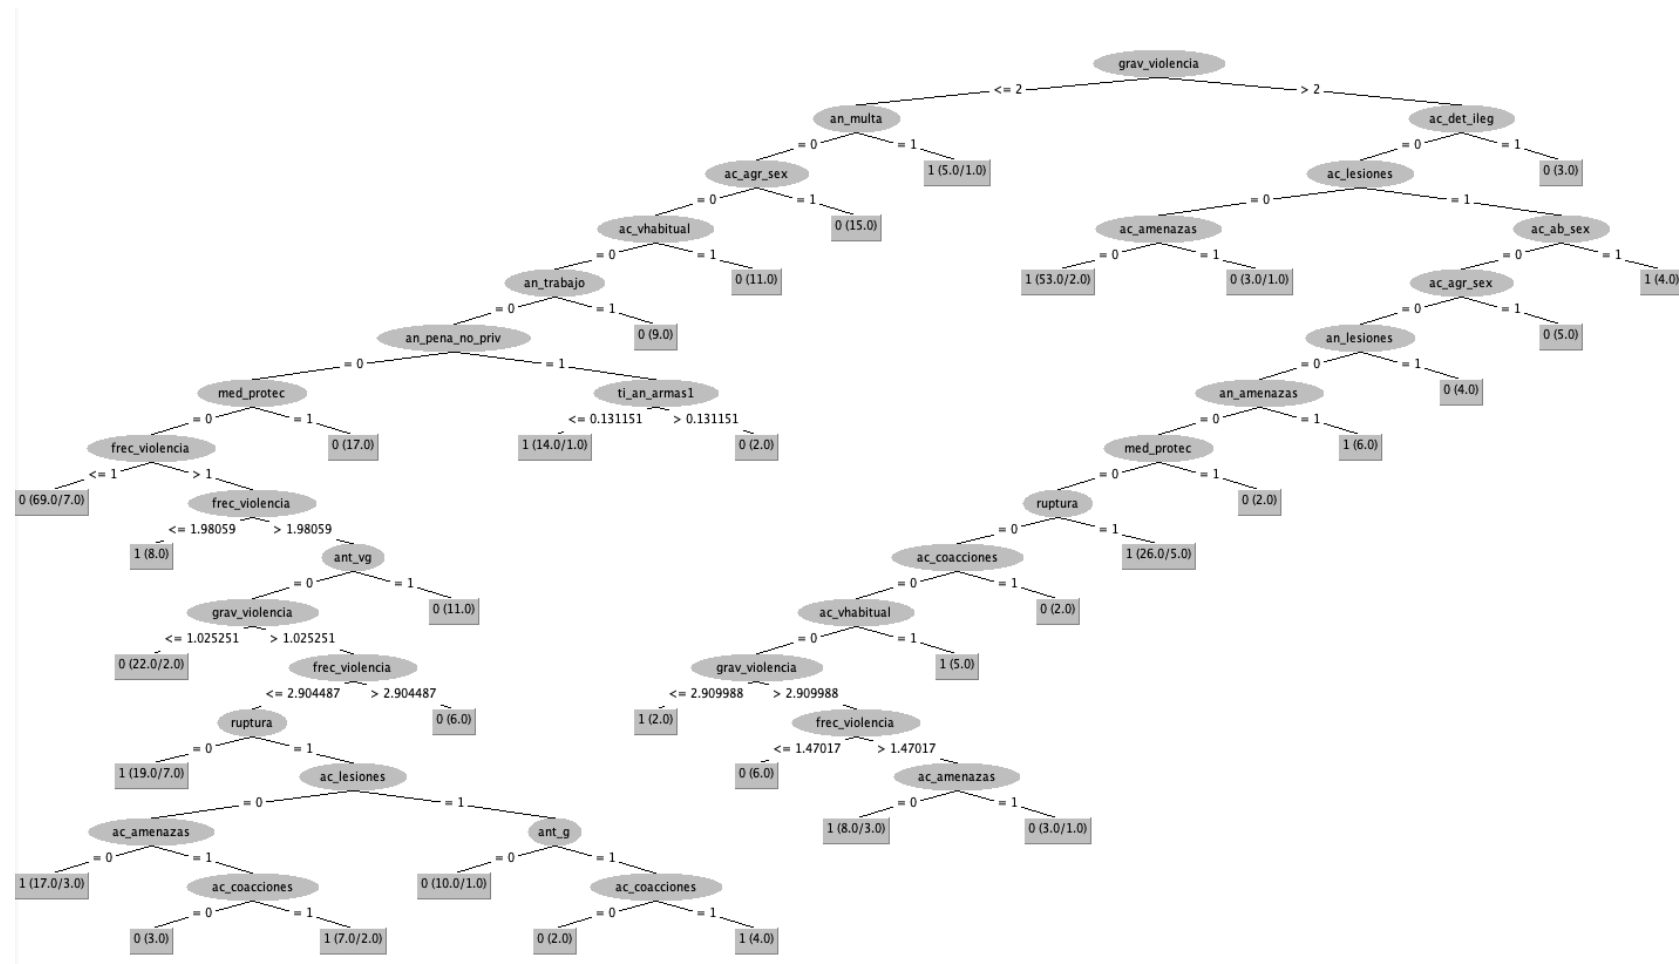 grav_violencia
<= 2 > 2
an_multa ac_det_ileg
= 0 = 1 = 0 = 1
ac_agr_sex 1 (5.0/1.0) ac_lesiones 0 (3.0)
= 0 = 1 = 0 = 1
ac_vhabitual 0 (15.0) ac_amenazas ac_ab_sex
= 0 = 1 = 0 = 1 = 0 = 1
an_trabajo 0 (11.0) 1 (53.0/2.0) 0 (3.0/1.0) ac_agr_sex 1 (4.0)
= 0 = 1 = 0 = 1
an_pena_no_priv 0 (9.0) an_lesiones 0 (5.0)
= 0 = 1 = 0 = 1
med_protec ti_an_armas1 an_amenazas 0 (4.0)
= 0 = 1 <= 0.131151 > 0.131151 = 0 = 1
frec_violencia 0 (17.0) 1 (14.0/1.0) 0 (2.0) med_protec 1 (6.0)
<= 1 > 1 = 0 = 1
0 (69.0/7.0) frec_violencia ruptura 0 (2.0)
<= 1.98059 > 1.98059 = 0 = 1
1 (8.0) ant_vg ac_coacciones 1 (26.0/5.0)
= 0 = 1 = 0 = 1
grav_violencia 0 (11.0) ac_vhabitual 0 (2.0)
<= 1.025251 > 1.025251 = 0 = 1
0 (22.0/2.0) frec_violencia grav_violencia 1 (5.0)
<= 2.904487 > 2.904487 <= 2.909988 > 2.909988
ruptura 0 (6.0) 1 (2.0) frec_violencia
= 0 = 1 <= 1.47017 > 1.47017
1 (19.0/7.0) ac_lesiones 0 (6.0) ac_amenazas
= 0 = 1 = 0 = 1
ac_amenazas ant_g 1 (8.0/3.0) 0 (3.0/1.0)
= 0 = 1 = 0 = 1
1 (17.0/3.0) ac_coacciones 0 (10.0/1.0) ac_coacciones
= 0 = 1 = 0 = 1
0 (3.0) 1 (7.0/2.0) 0 (2.0) 1 (4.0)